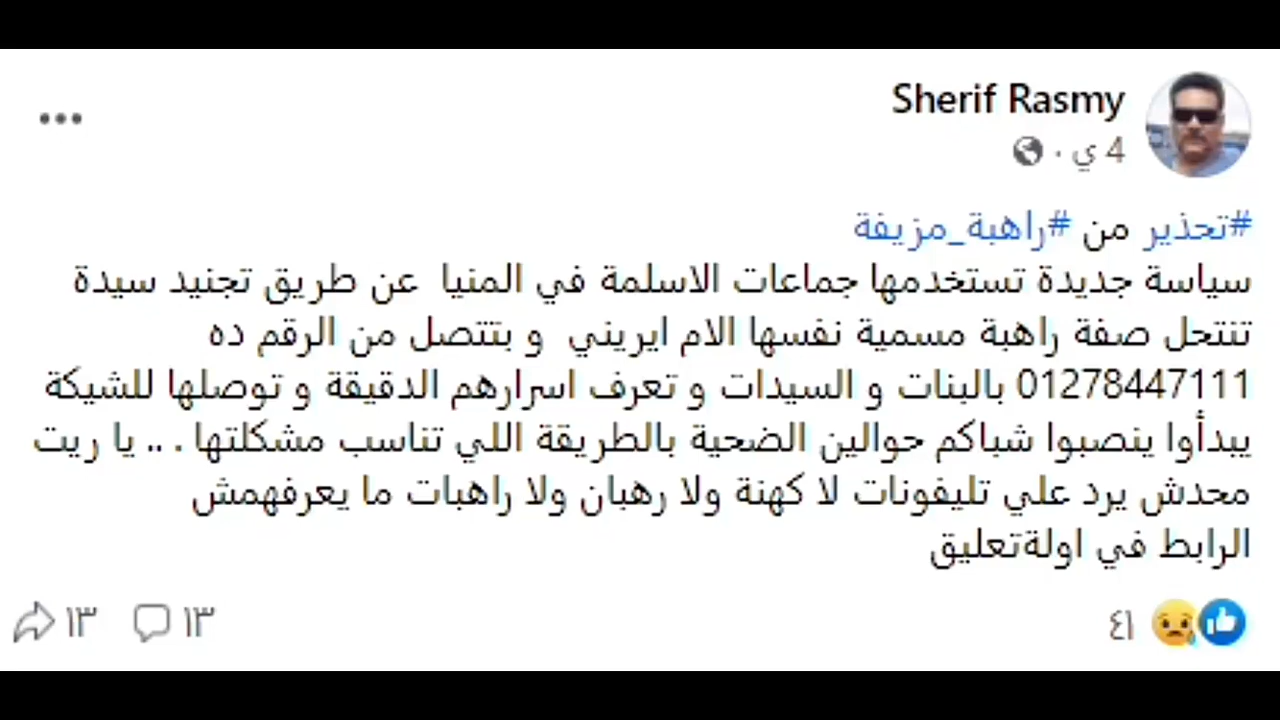 Sherif Rasmy
4 ي ·
#تحذير من #راهبة_مزيفة
سياسة جديدة تستخدمها جماعات الاسلمة في المنيا عن طريق تجنيد سيدة
تنتحل صفة راهبة مسمية نفسها الام ايريني و بتتصل من الرقم ده
01278447111 بالبنات و السيدات و تعرف اسرارهم الدقيقة و توصلها للشيكة
يبدأوا ينصبوا شباكم حوالين الضحية بالطريقة اللي تناسب مشكلتها . .. يا ريت
محدش يرد علي تليفونات لا كهنة ولا رهبان ولا راهبات ما يعرفهمش
الرابط في اولةتعليق
٤١ ١٣ ١٣